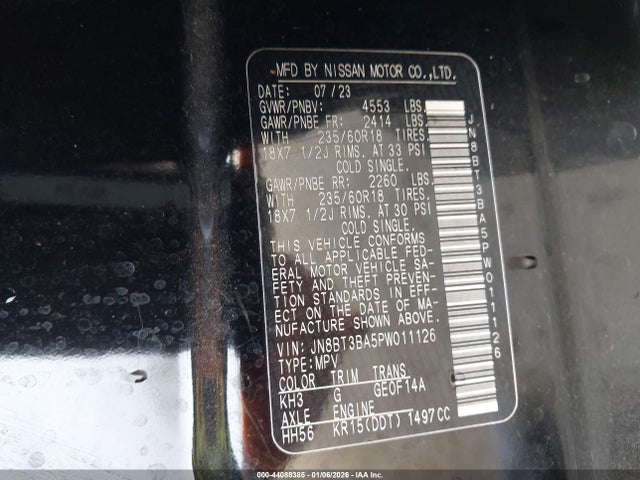 MFD BY NISSAN MOTOR CO.,LTD.
DATE: 07/23
GVWR/PNBV: 4553 LBS.
GAWR/PNBE FR: 2414 LBS.
WITH 235/60R18 TIRES.
18X7 1/2J RIMS. AT 33 PSI
COLD SINGLE.
GAWR/PNBE RR: 2260 LBS.
WITH 235/60R18 TIRES.
18X7 1/2J RIMS. AT 30 PSI
COLD SINGLE.
THIS VEHICLE CONFORMS
TO ALL APPLICABLE FED-
ERAL MOTOR VEHICLE SA-
FETY AND THEFT PREVEN-
TION STANDARDS IN EFF-
ECT ON THE DATE OF MA-
NUFACTURE SHOWN ABOVE.
VIN: JN8BT3BA5PW011126
TYPE: MPV
COLOR TRIM TRANS
KH3 G GE0F14A
AXLE ENGINE
HH56 KR15(DDT) 1497CC
JN8BT3BA5PW011126
000-44088385 - 01/06/2026 - IAAI.COM